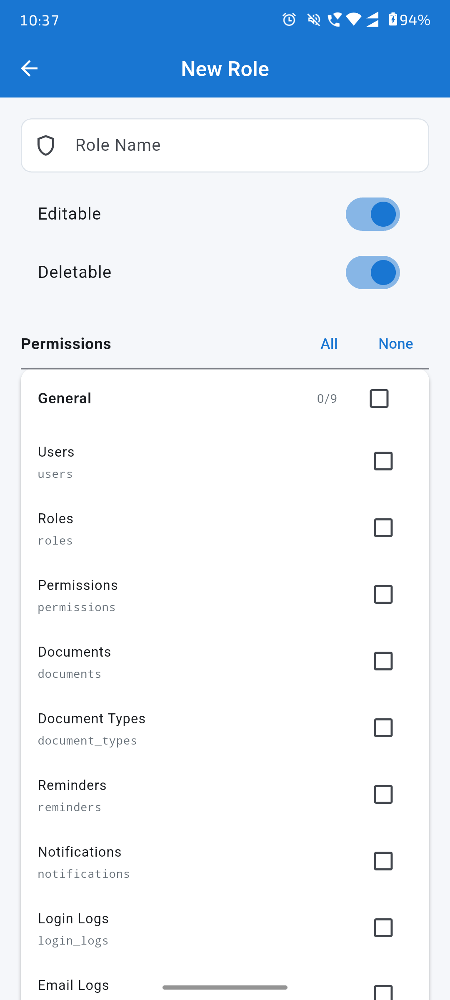 10:37
94%
New Role
Role Name
Editable
Deletable
Permissions All None
General 0/9
Users
users
Roles
roles
Permissions
permissions
Documents
documents
Document Types
document_types
Reminders
reminders
Notifications
notifications
Login Logs
login_logs
Email Logs